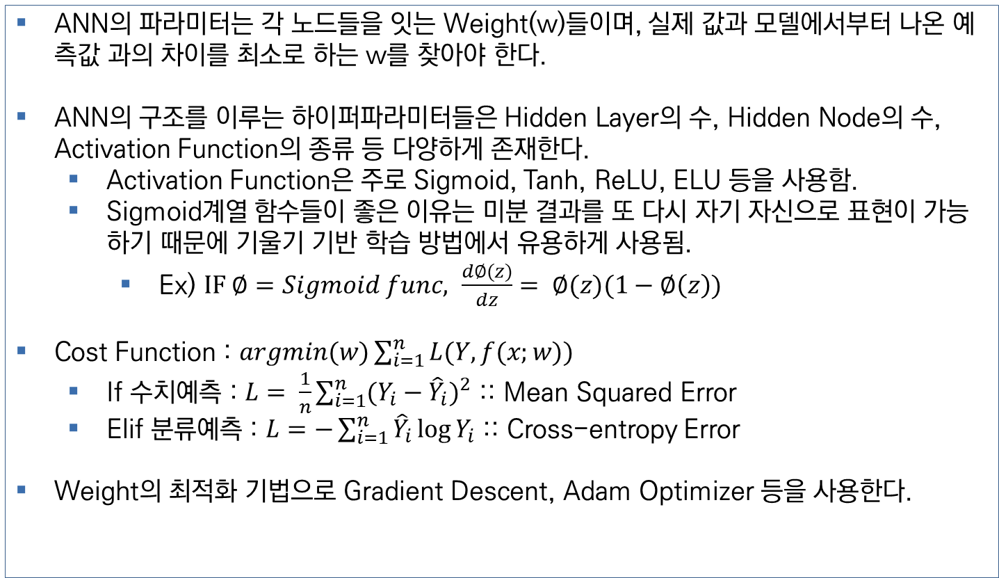 ▪ ANN의 파라미터는 각 노드들을 잇는 Weight(w)들이며, 실제 값과 모델에서부터 나온 예
측값 과의 차이를 최소로 하는 w를 찾아야 한다.
▪ ANN의 구조를 이루는 하이퍼파라미터들은 Hidden Layer의 수, Hidden Node의 수,
Activation Function의 종류 등 다양하게 존재한다.
▪ Activation Function은 주로 Sigmoid, Tanh, ReLU, ELU 등을 사용함.
▪ Sigmoid계열 함수들이 좋은 이유는 미분 결과를 또 다시 자기 자신으로 표현이 가능
하기 때문에 기울기 기반 학습 방법에서 유용하게 사용됨.
▪ Ex) IF ∅ = Sigmoid func, \frac{d∅(z)}{dz} = ∅(z)(1 − ∅(z))
▪ Cost Function : argmin(w) ∑_{i=1}^{n} L(Y, f(x; w))
▪ If 수치예측 : L = \frac{1}{n} ∑_{i=1}^{n} (Y_i − \hat{Y}_i)^2 :: Mean Squared Error
▪ Elif 분류예측 : L = − ∑_{i=1}^{n} \hat{Y}_i log Y_i :: Cross-entropy Error
▪ Weight의 최적화 기법으로 Gradient Descent, Adam Optimizer 등을 사용한다.